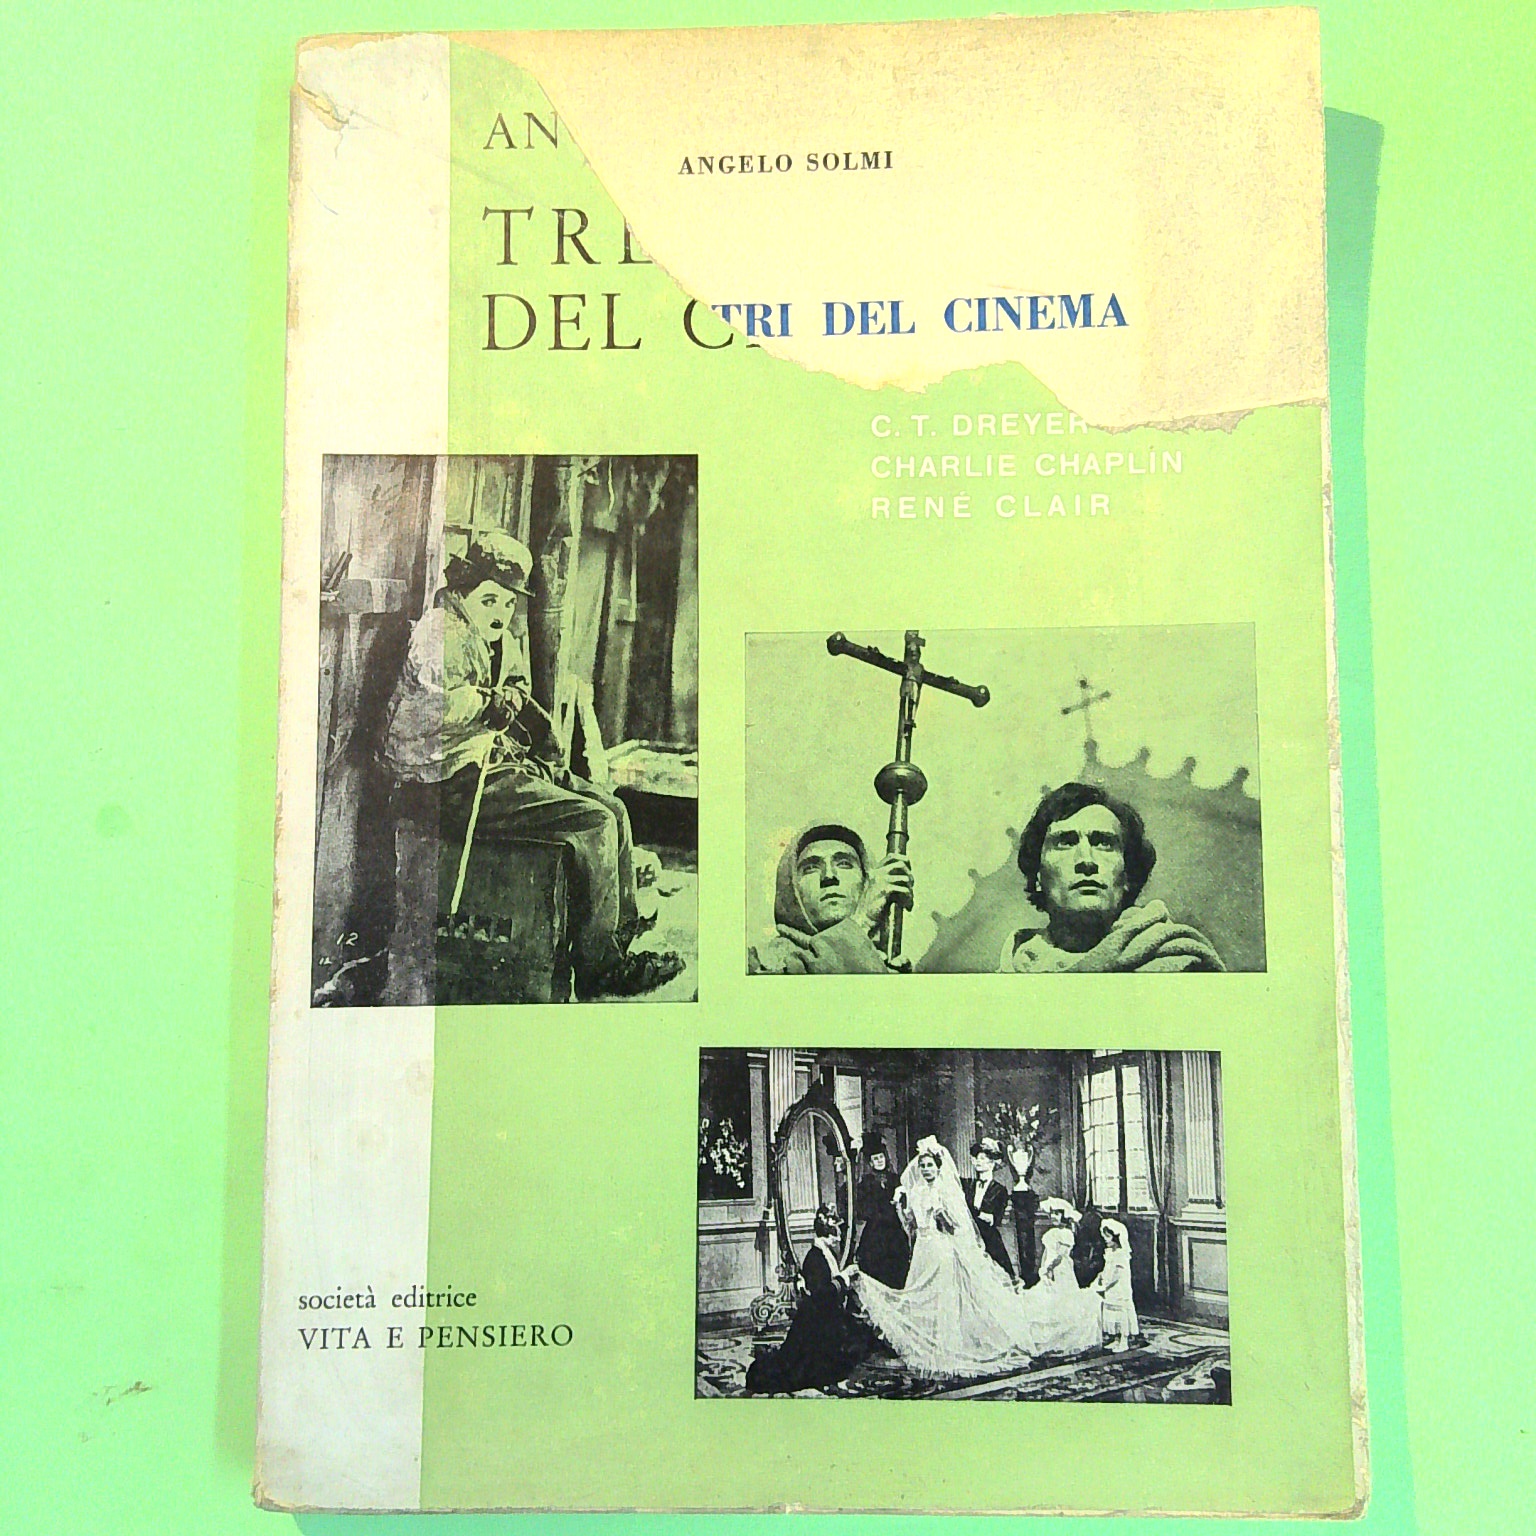 AN
ANGELO SOLMI
TRE
DEL C
TRI DEL CINEMA
C. T. DREYER
CHARLIE CHAPLIN
RENÉ CLAIR
12
società editrice
VITA E PENSIERO